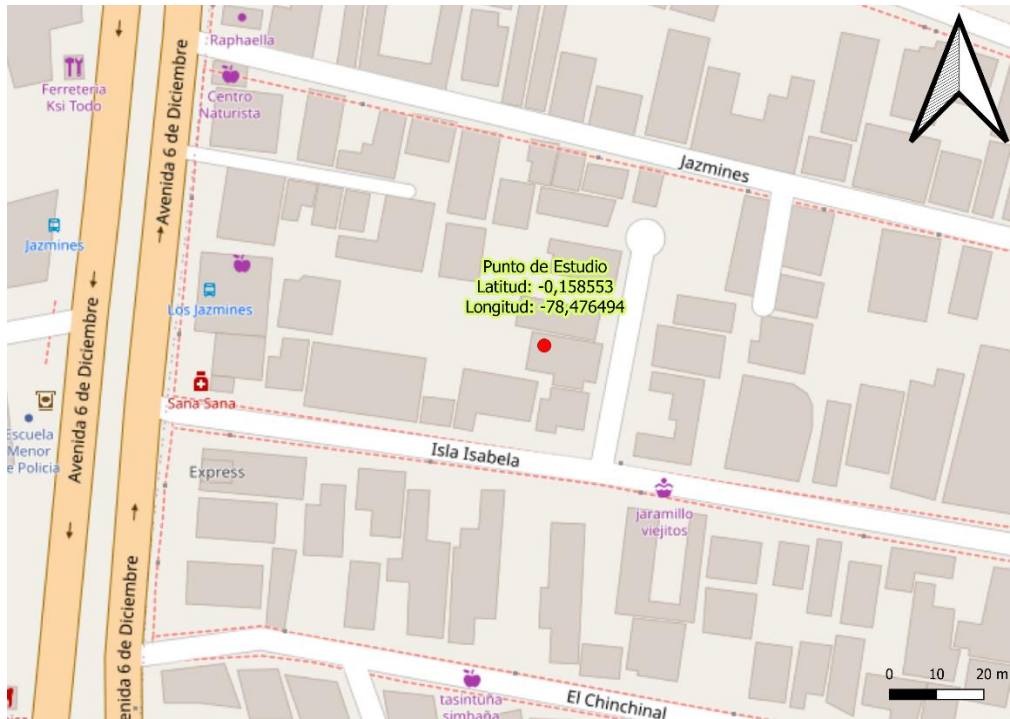 Raphaella
Ferreteria
Ksi Todo
Centro
Naturista
Avenida 6 de Diciembre
Jazmines
Jazmines
Punto de Estudio
Latitud: -0,158553
Longitud: -78,476494
Los Jazmines
Avenida 6 de Diciembre
Sana Sana
Escuela
Menor
e Policia
Isla Isabela
Express
jaramillo
viejitos
enida 6 de Diciembre
tasintuña
simbaña
El Chinchinal
0 10 20 m